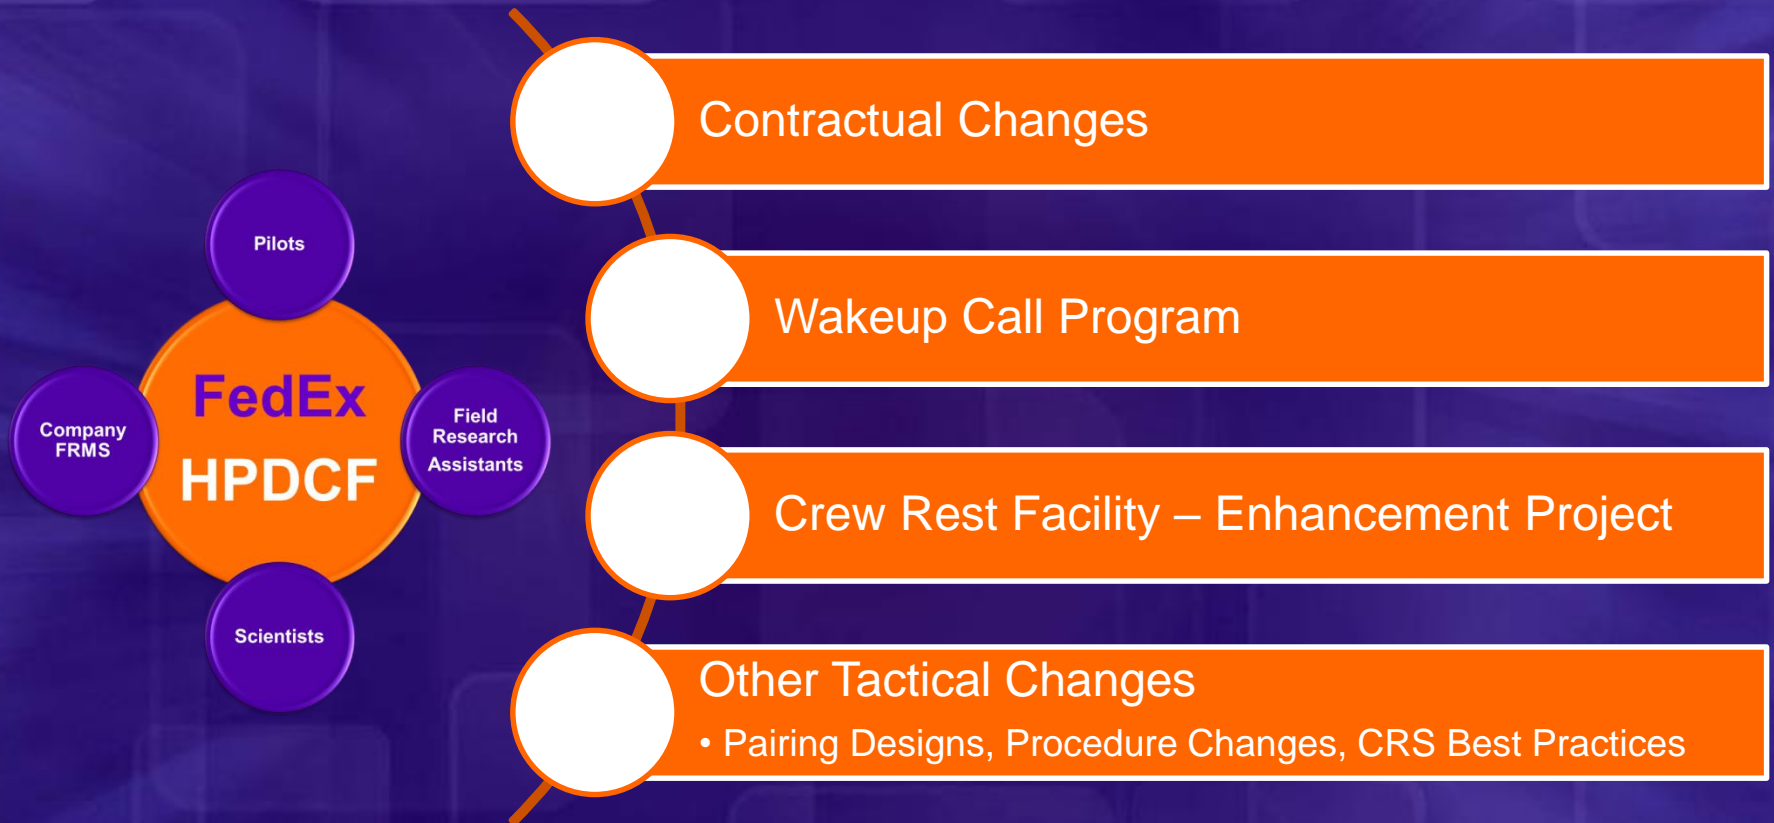 Pilots
Company
FRMS
FedEx
HPDCF
Field
Research
Assistants
Scientists
Contractual Changes
Wakeup Call Program
Crew Rest Facility – Enhancement Project
Other Tactical Changes
• Pairing Designs, Procedure Changes, CRS Best Practices